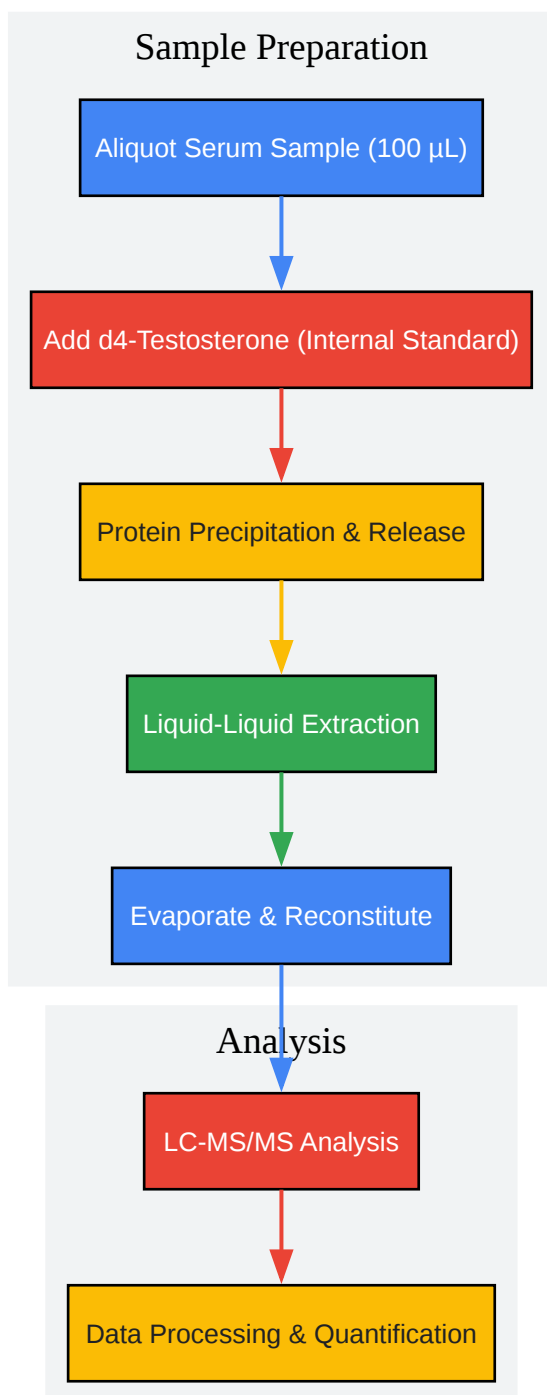 Sample Preparation
Aliquot Serum Sample (100 µL)
Add d4-Testosterone (Internal Standard)
Protein Precipitation & Release
Liquid-Liquid Extraction
Evaporate & Reconstitute
Analysis
LC-MS/MS Analysis
Data Processing & Quantification